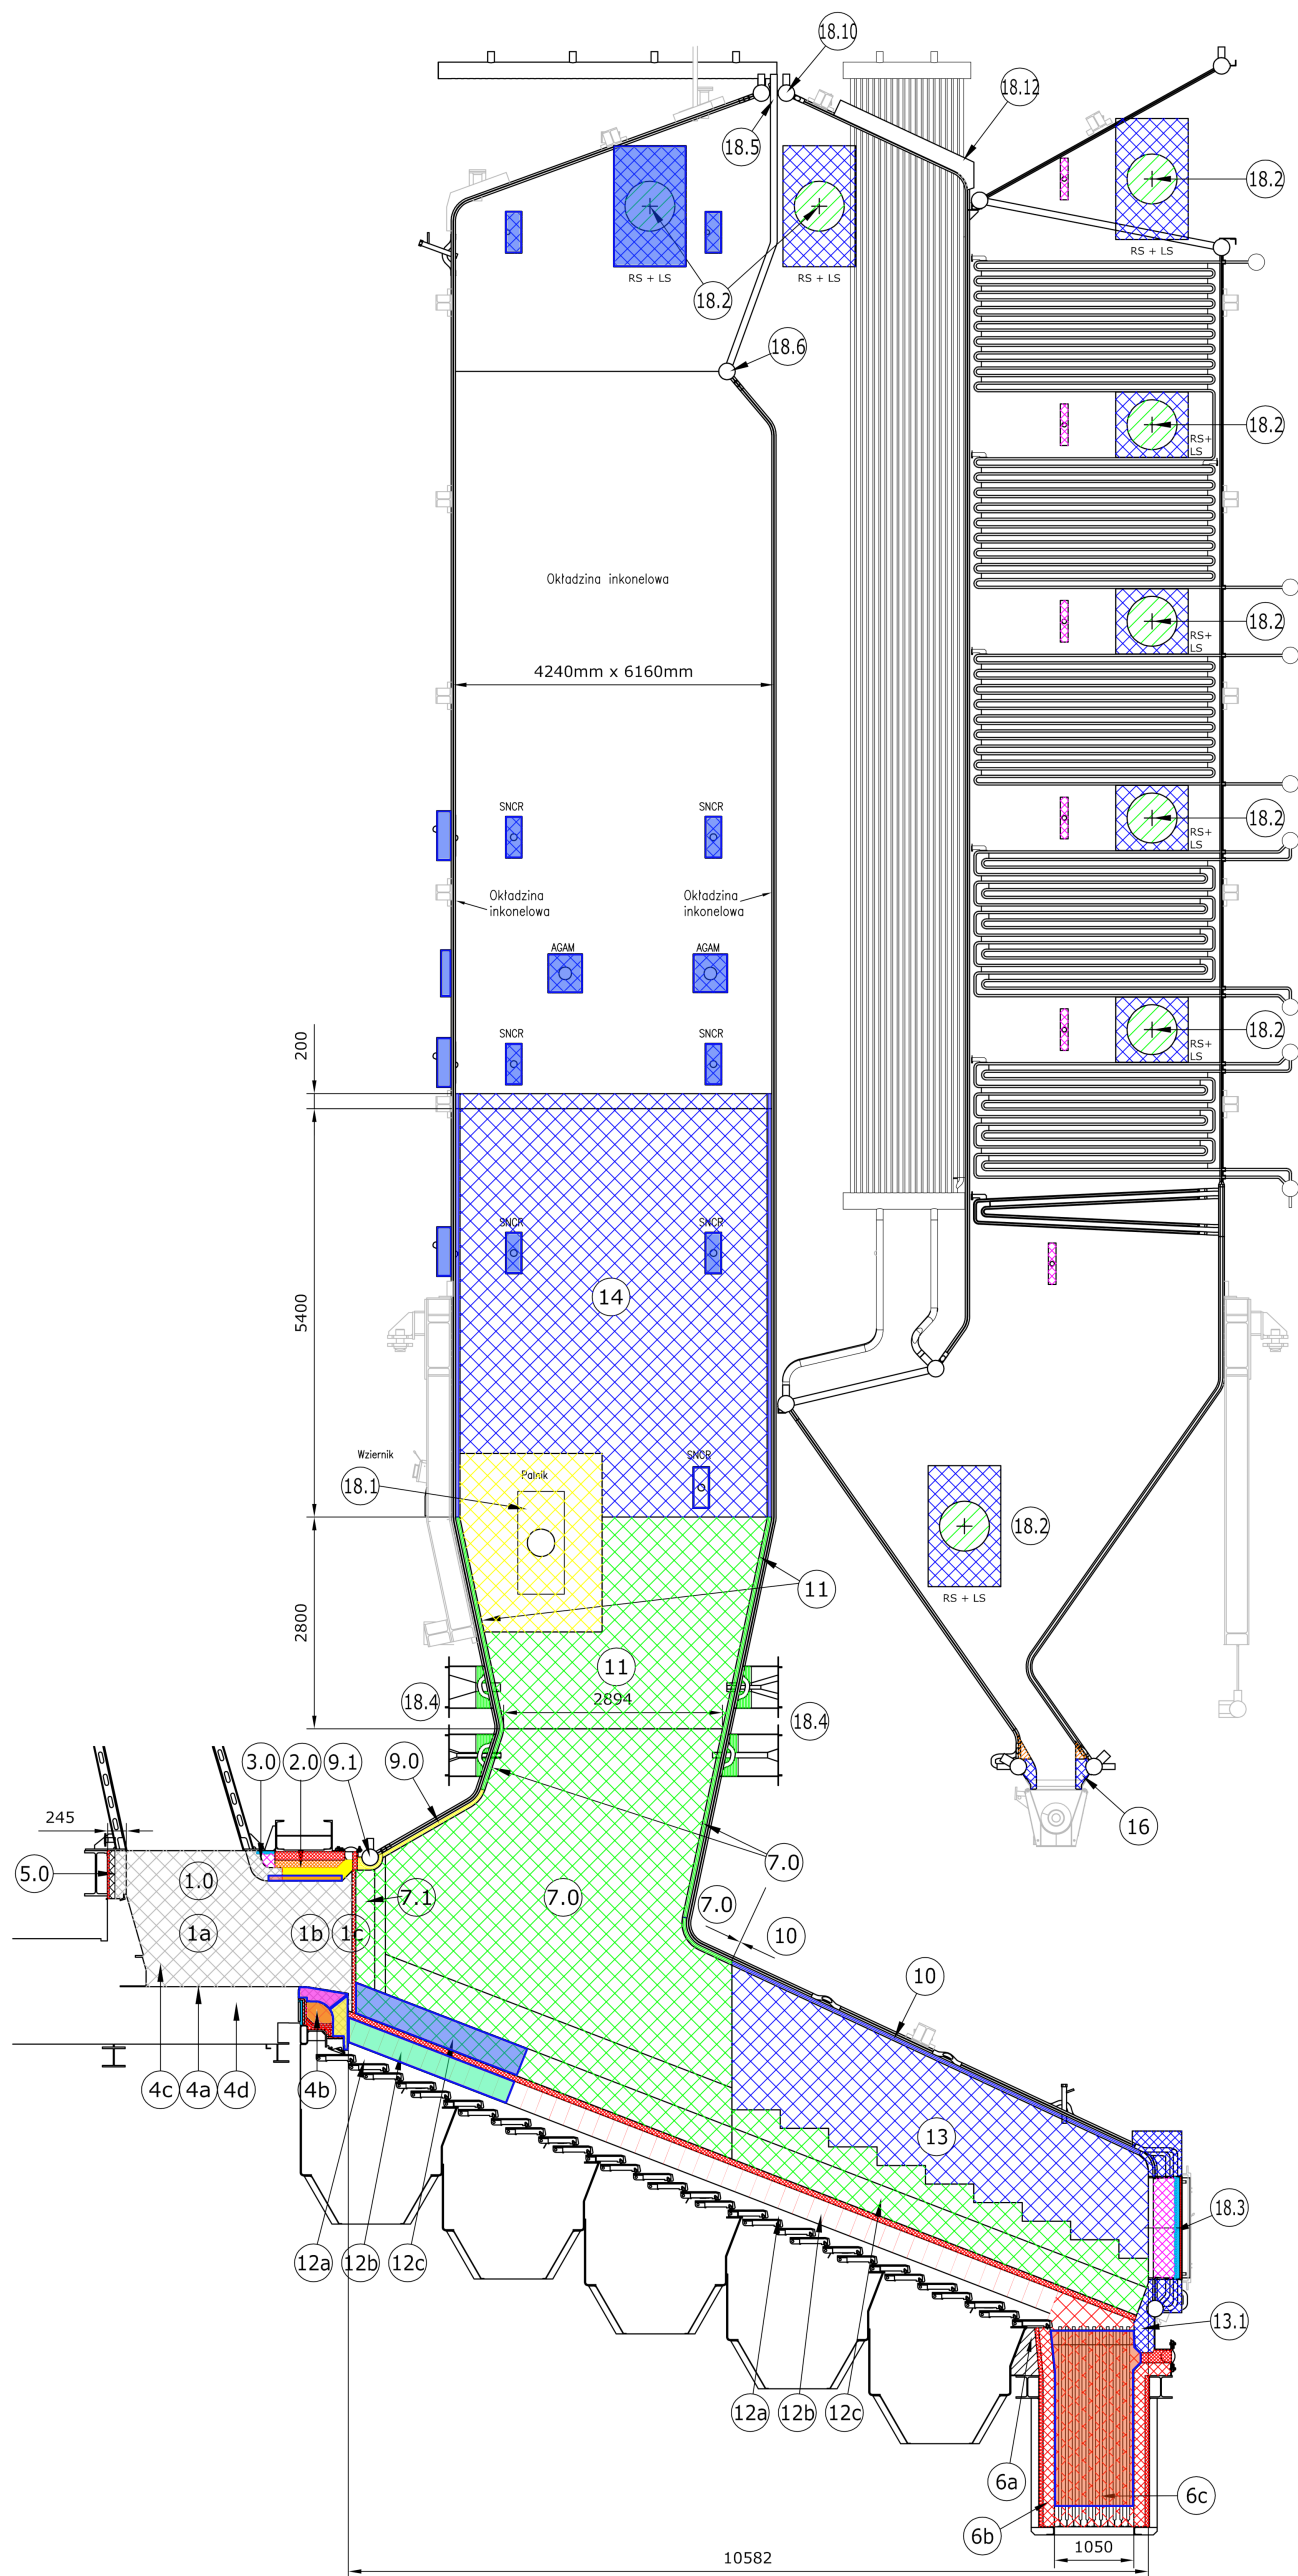 18.10
18.12
18.5
18.2
RS + LS
RS + LS
RS + LS
18.2
18.6
18.2
RS+
LS
Okładzina inkonelowa
18.2
RS+
LS
4240mm x 6160mm
SNCR
SNCR
18.2
RS+
LS
Okładzina
inkonelowa
Okładzina
inkonelowa
AGAM
AGAM
200
SNCR
SNCR
18.2
RS+
LS
SNCR
SNCR
5400
14
Wziernik
SNCR
18.1
Palnik
18.2
RS + LS
11
2800
11
2894
18.4
18.4
3.0
2.0
9.1
9.0
16
245
5.0
1.0
7.0
7.1
7.0
7.0
1a
1b
1c
10
10
4c
4a
4d
4b
13
18.3
12a
12b
12c
13.1
12a
12b
12c
6a
6c
6b
1050
10582